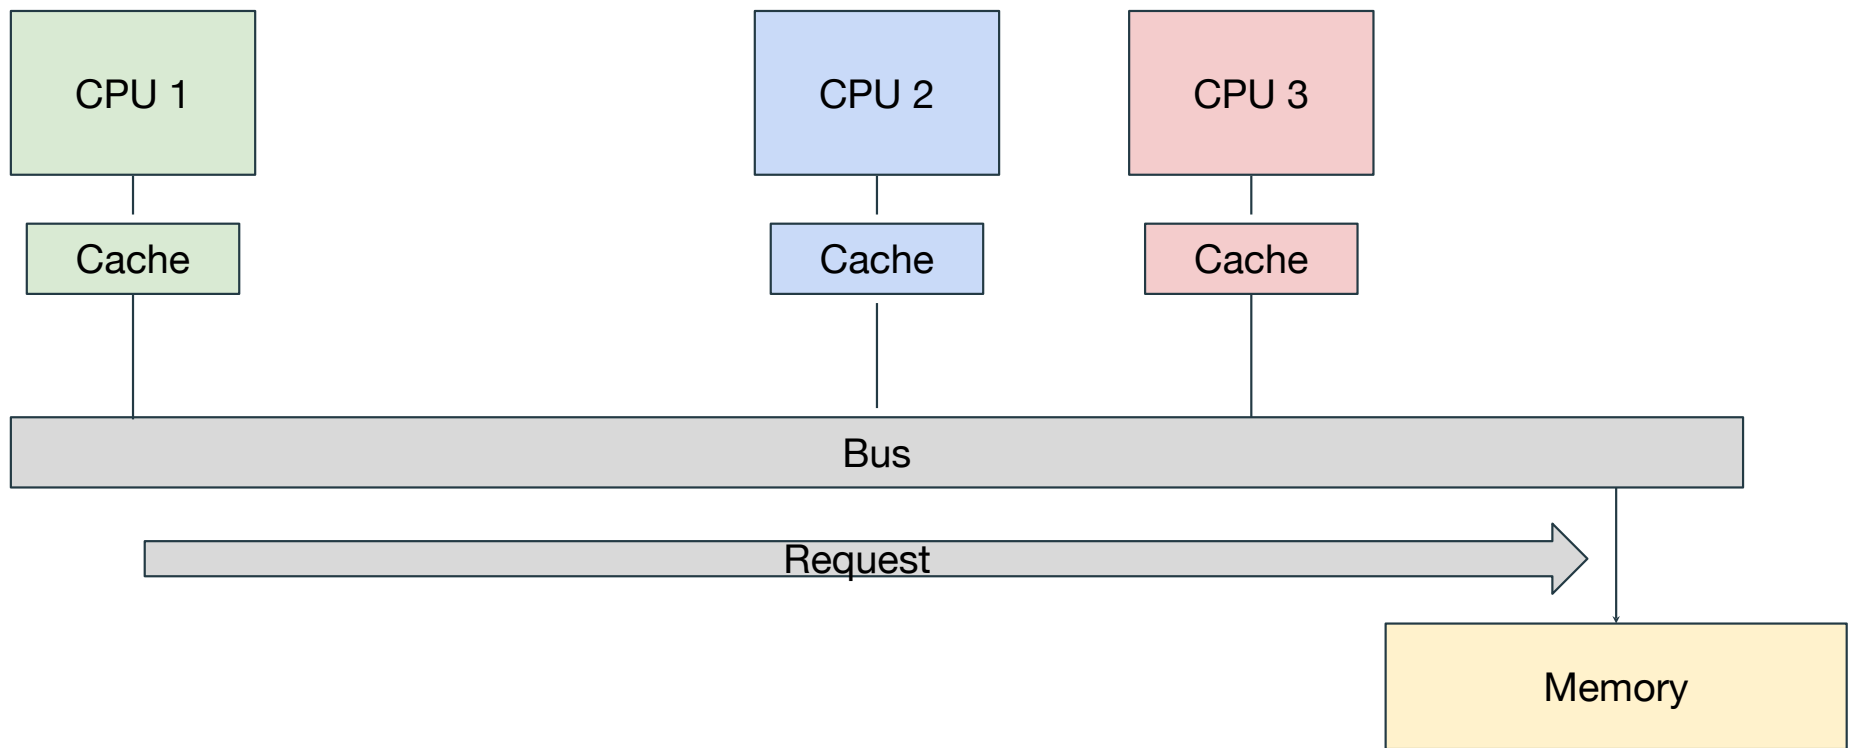 CPU 1
CPU 2
CPU 3
Cache
Cache
Cache
Bus
Request
Memory